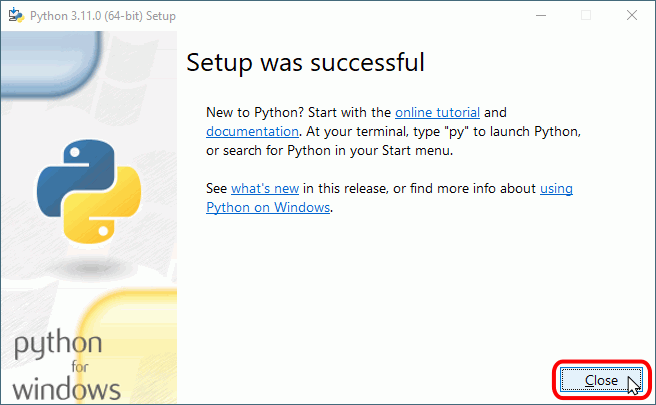 Python 3.11.0 (64-bit) Setup
Setup was successful
New to Python? Start with the online tutorial and
documentation. At your terminal, type "py" to launch Python,
or search for Python in your Start menu.
See what's new in this release, or find more info about using
Python on Windows.
python
for
windows
Close